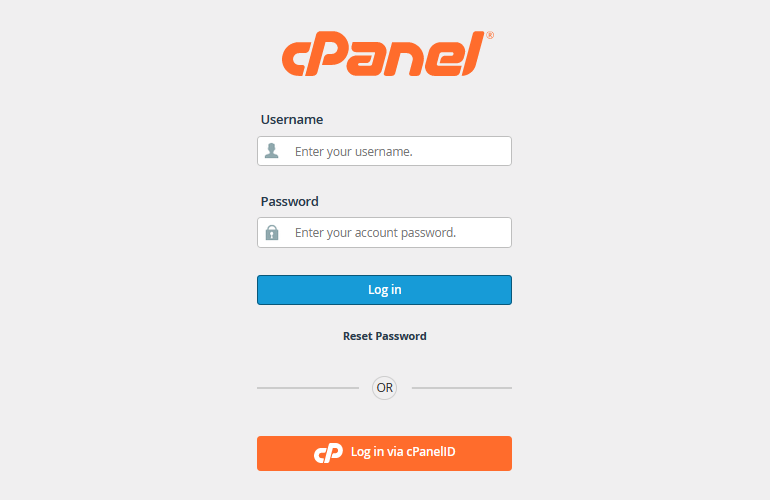 cPanel®
Username
Enter your username.
Password
Enter your account password.
Log in
Reset Password
OR
cP Log in via cPanelID